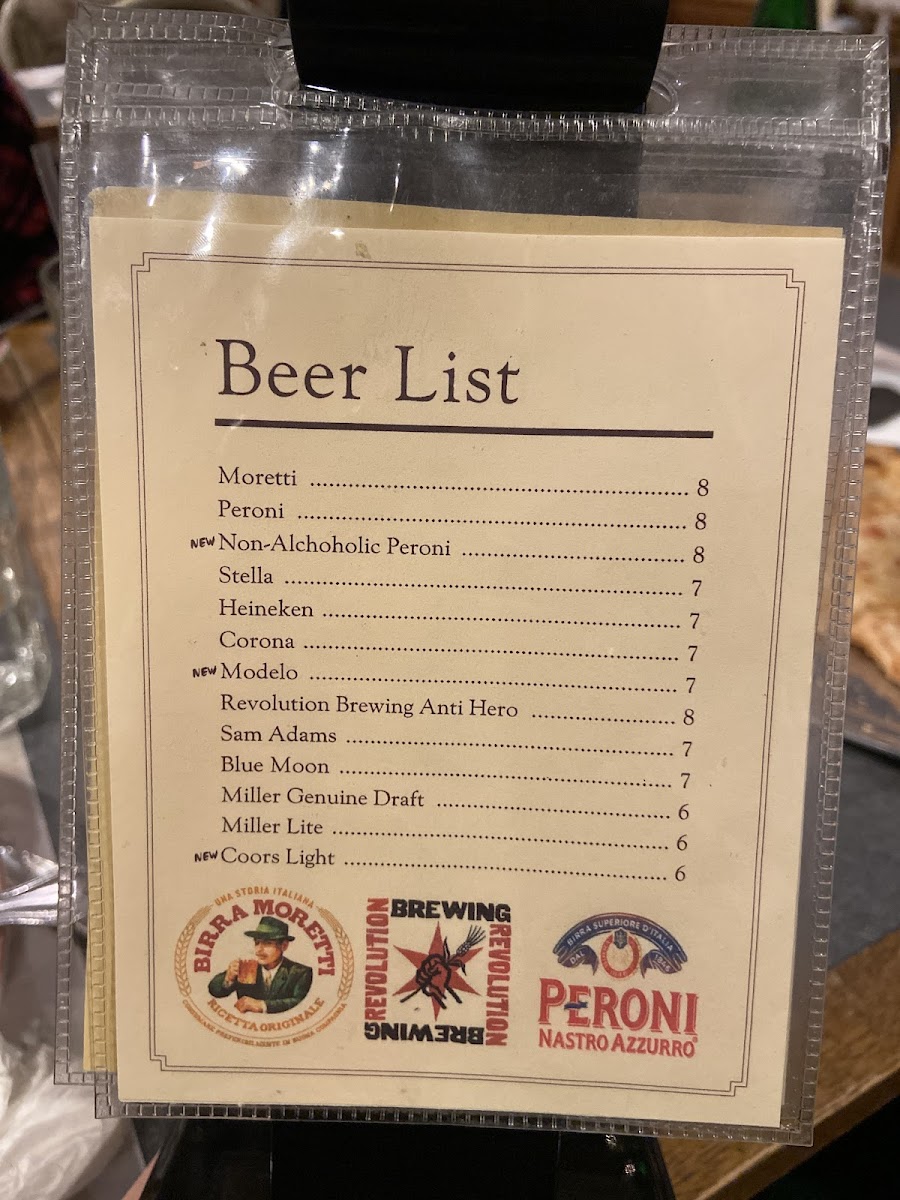 Beer List
Moretti ........ 8
Peroni ........ 8
NEW Non-Alchoholic Peroni ........ 8
Stella ........ 7
Heineken ........ 7
Corona ........ 7
NEW Modelo ........ 7
Revolution Brewing Anti Hero ........ 8
Sam Adams ........ 7
Blue Moon ........ 7
Miller Genuine Draft ........ 6
Miller Lite ........ 6
NEW Coors Light ........ 6
UNA STORIA ITALIANA
BIRRA MORETTI
RICETTA ORIGINALE
BREWING
REVOLUTION
BREWING
REVOLUTION
BIRRA SUPERIORE D'ITALIA
DAL
PERONI
NASTRO AZZURRO